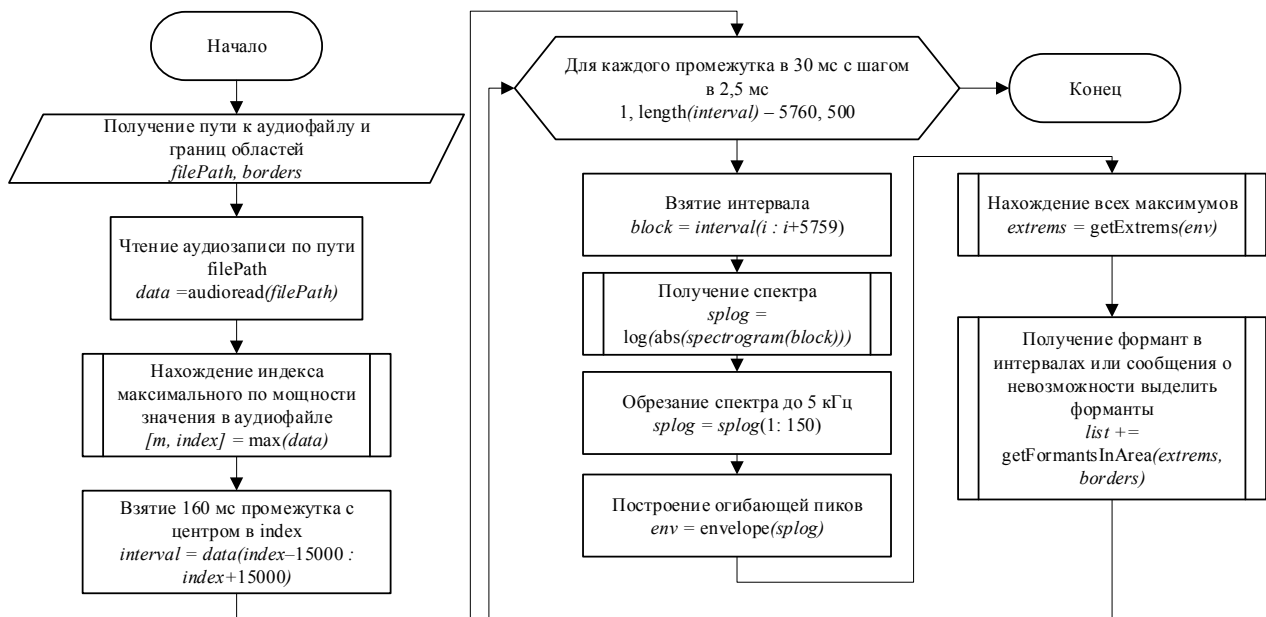 Начало
Получение пути к аудиофайлу и
границ областей
filePath, borders
Чтение аудиозаписи по пути
filePath
data =audioread(filePath)
Нахождение индекса
максимального по мощности
значения в аудиофайле
[m, index] = max(data)
Взятие 160 мс промежутка с
центром в index
interval = data(index–15000 :
index+15000)
Для каждого промежутка в 30 мс с шагом
в 2,5 мс
1, length(interval) – 5760, 500
Конец
Взятие интервала
block = interval(i : i+5759)
Получение спектра
splog =
log(abs(spectrogram(block)))
Обрезание спектра до 5 кГц
splog = splog(1: 150)
Построение огибающей пиков
env = envelope(splog)
Нахождение всех максимумов
extrems = getExtrems(env)
Получение формант в
интервалах или сообщения о
невозможности выделить
форманты
list +=
getFormantsInArea(extrems,
borders)